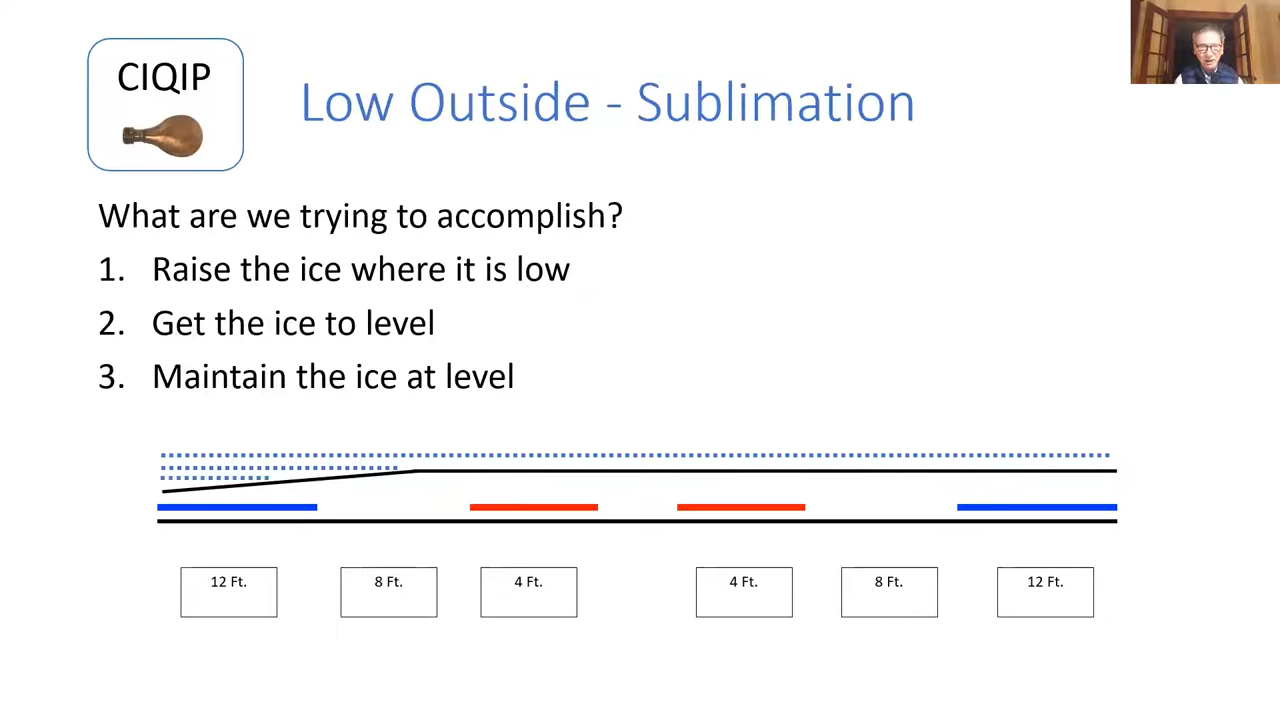 CIQIP
Low Outside - Sublimation
What are we trying to accomplish?
1. Raise the ice where it is low
2. Get the ice to level
3. Maintain the ice at level
12 Ft. 8 Ft. 4 Ft. 4 Ft. 8 Ft. 12 Ft.